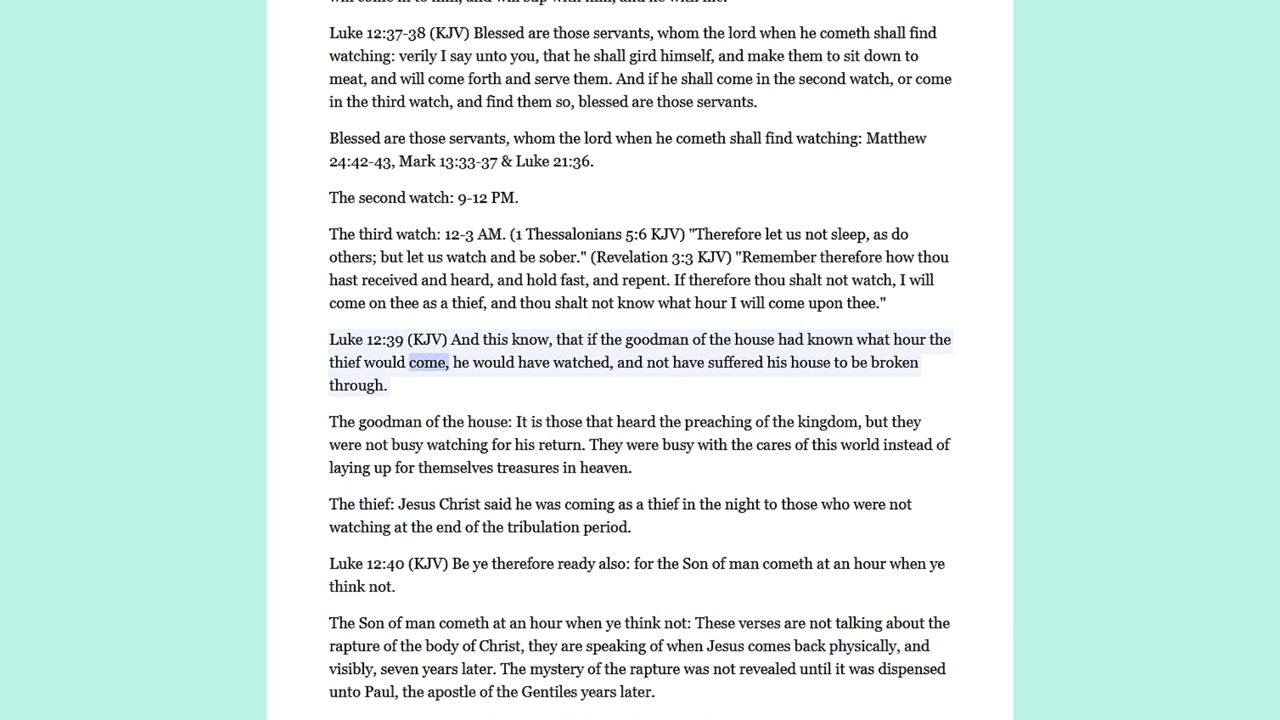 Luke 12:37-38 (KJV) Blessed are those servants, whom the lord when he cometh shall find
watching: verily I say unto you, that he shall gird himself, and make them to sit down to
meat, and will come forth and serve them. And if he shall come in the second watch, or come
in the third watch, and find them so, blessed are those servants.
Blessed are those servants, whom the lord when he cometh shall find watching: Matthew
24:42-43, Mark 13:33-37 & Luke 21:36.
The second watch: 9-12 PM.
The third watch: 12-3 AM. (1 Thessalonians 5:6 KJV) "Therefore let us not sleep, as do
others; but let us watch and be sober." (Revelation 3:3 KJV) "Remember therefore how thou
hast received and heard, and hold fast, and repent. If therefore thou shalt not watch, I will
come on thee as a thief, and thou shalt not know what hour I will come upon thee."
Luke 12:39 (KJV) And this know, that if the goodman of the house had known what hour the
thief would come, he would have watched, and not have suffered his house to be broken
through.
The goodman of the house: It is those that heard the preaching of the kingdom, but they
were not busy watching for his return. They were busy with the cares of this world instead of
laying up for themselves treasures in heaven.
The thief: Jesus Christ said he was coming as a thief in the night to those who were not
watching at the end of the tribulation period.
Luke 12:40 (KJV) Be ye therefore ready also: for the Son of man cometh at an hour when ye
think not.
The Son of man cometh at an hour when ye think not: These verses are not talking about the
rapture of the body of Christ, they are speaking of when Jesus comes back physically, and
visibly, seven years later. The mystery of the rapture was not revealed until it was dispensed
unto Paul, the apostle of the Gentiles years later.